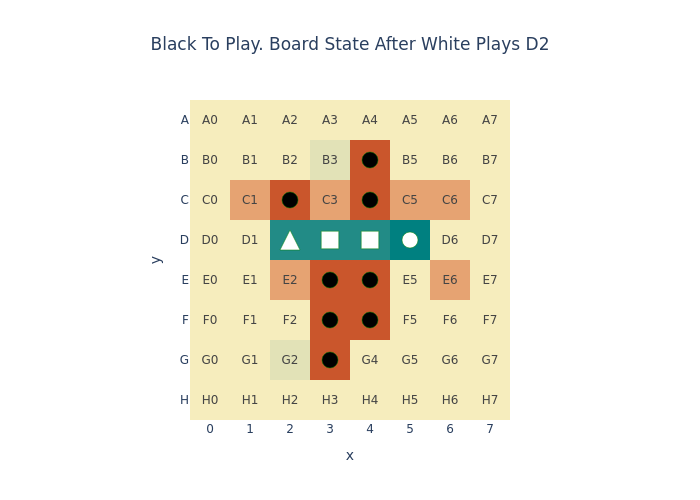 Black To Play. Board State After White Plays D2
A A0 A1 A2 A3 A4 A5 A6 A7
B B0 B1 B2 B3 B5 B6 B7
C C0 C1 C3 C5 C6 C7
D D0 D1 D6 D7
y
E E0 E1 E2 E5 E6 E7
F F0 F1 F2 F5 F6 F7
G G0 G1 G2 G4 G5 G6 G7
H H0 H1 H2 H3 H4 H5 H6 H7
0 1 2 3 4 5 6 7
x